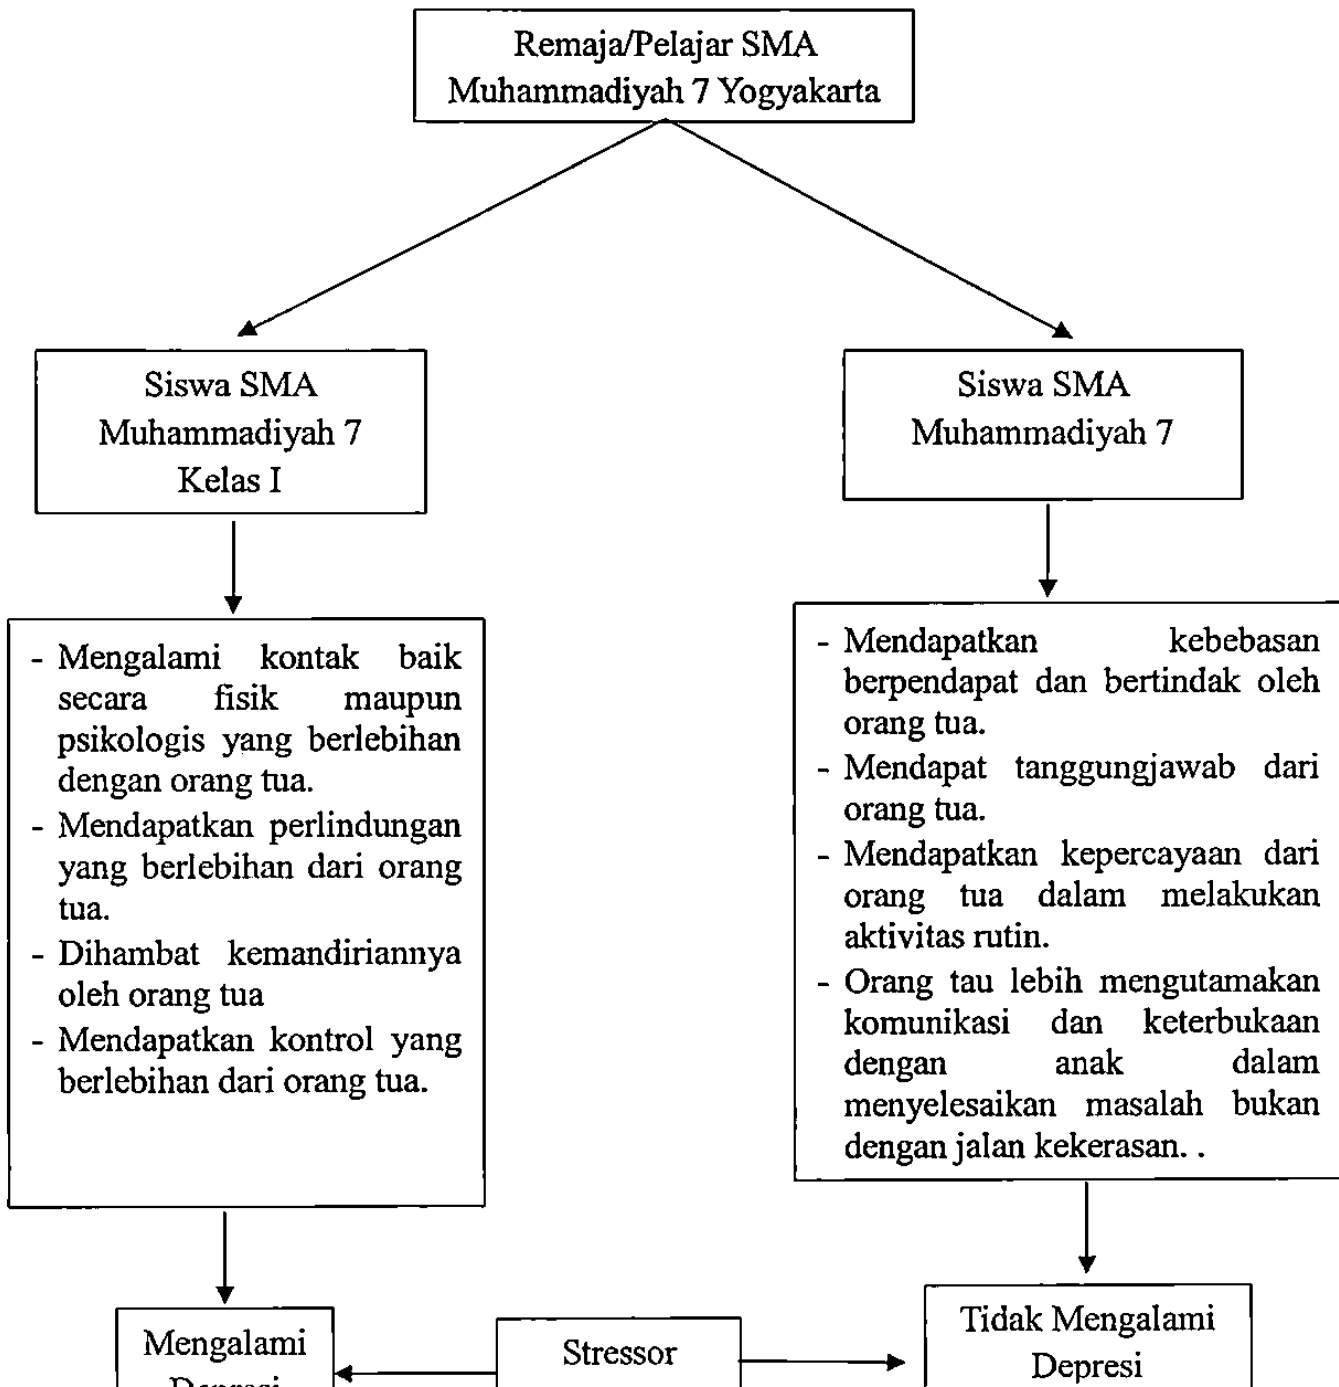 Remaja/Pelajar SMA
Muhammadiyah 7 Yogyakarta
Siswa SMA
Muhammadiyah 7
Kelas I
Siswa SMA
Muhammadiyah 7
- Mengalami kontak baik
secara fisik maupun
psikologis yang berlebihan
dengan orang tua.
- Mendapatkan perlindungan
yang berlebihan dari orang
tua.
- Dihambat kemandiriannya
oleh orang tua
- Mendapatkan kontrol yang
berlebihan dari orang tua.
- Mendapatkan kebebasan
berpendapat dan bertindak oleh
orang tua.
- Mendapat tanggungjawab dari
orang tua.
- Mendapatkan kepercayaan dari
orang tua dalam melakukan
aktivitas rutin.
- Orang tau lebih mengutamakan
komunikasi dan keterbukaan
dengan anak dalam
menyelesaikan masalah bukan
dengan jalan kekerasan. .
Mengalami
Depresi
Stressor
Tidak Mengalami
Depresi